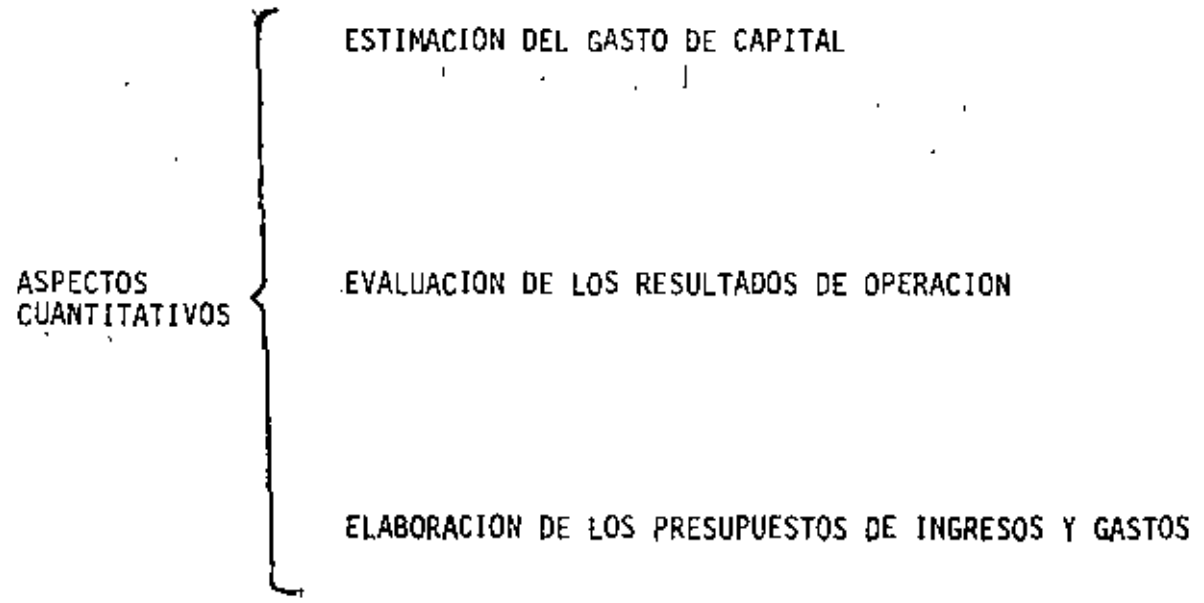 ESTIMACION DEL GASTO DE CAPITAL
ASPECTOS
CUANTITATIVOS
EVALUACION DE LOS RESULTADOS DE OPERACION
ELABORACION DE LOS PRESUPUESTOS DE INGRESOS Y GASTOS